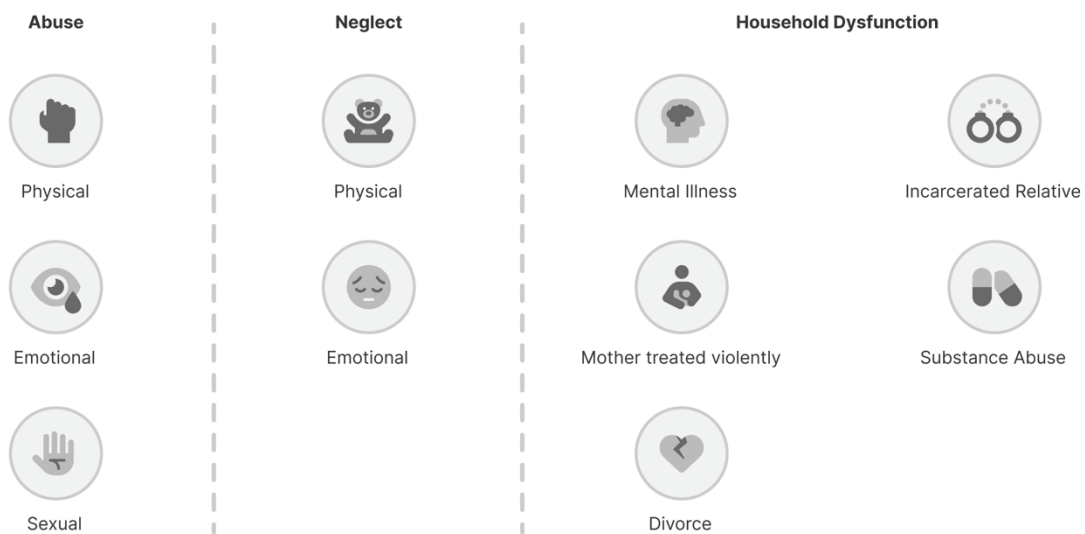 Abuse
Physical
Emotional
Sexual
Neglect
Physical
Emotional
Household Dysfunction
Mental Illness
Incarcerated Relative
Mother treated violently
Substance Abuse
Divorce